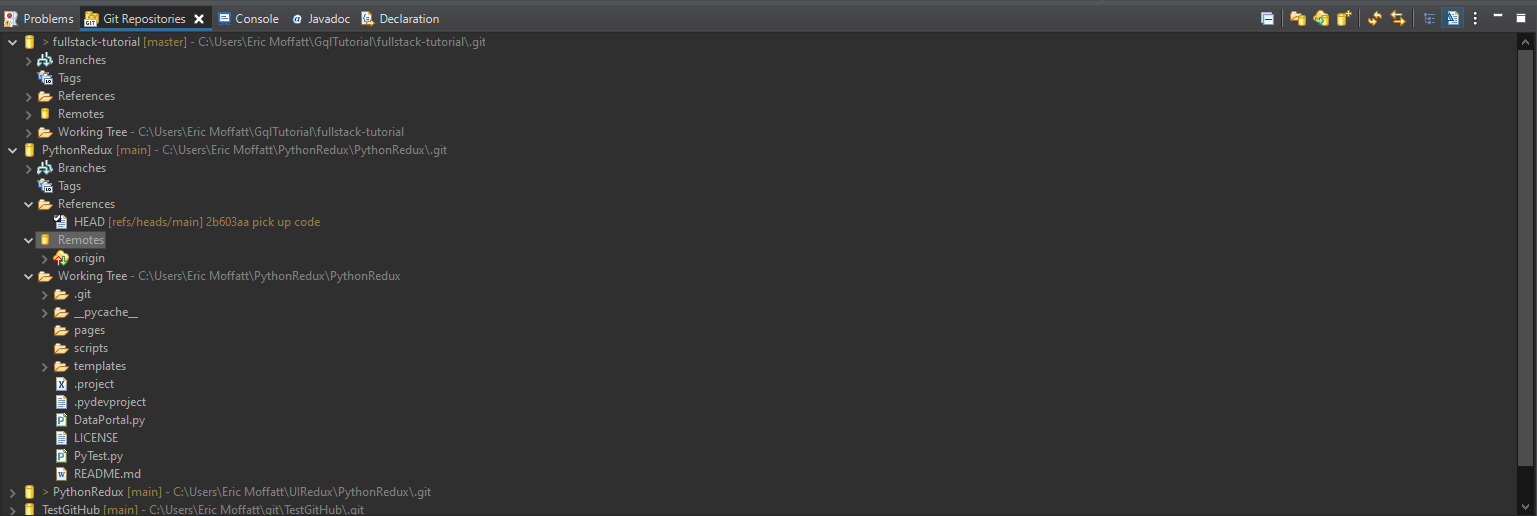 Problems Git Repositories Console @ Javadoc Declaration
> fullstack-tutorial [master] - C:\Users\Eric Moffatt\GqlTutorial\fullstack-tutorial\.git
Branches
Tags
References
Remotes
Working Tree - C:\Users\Eric Moffatt\GqlTutorial\fullstack-tutorial
PythonRedux [main] - C:\Users\Eric Moffatt\PythonRedux\PythonRedux\.git
Branches
Tags
References
HEAD [refs/heads/main] 2b603aa pick up code
Remotes
origin
Working Tree - C:\Users\Eric Moffatt\PythonRedux\PythonRedux
.git
__pycache__
pages
scripts
templates
.project
.pydevproject
DataPortal.py
LICENSE
PyTest.py
README.md
> PythonRedux [main] - C:\Users\Eric Moffatt\UIRedux\PythonRedux\.git
TestGitHub [main] - C:\Users\Eric Moffatt\git\TestGitHub\.git